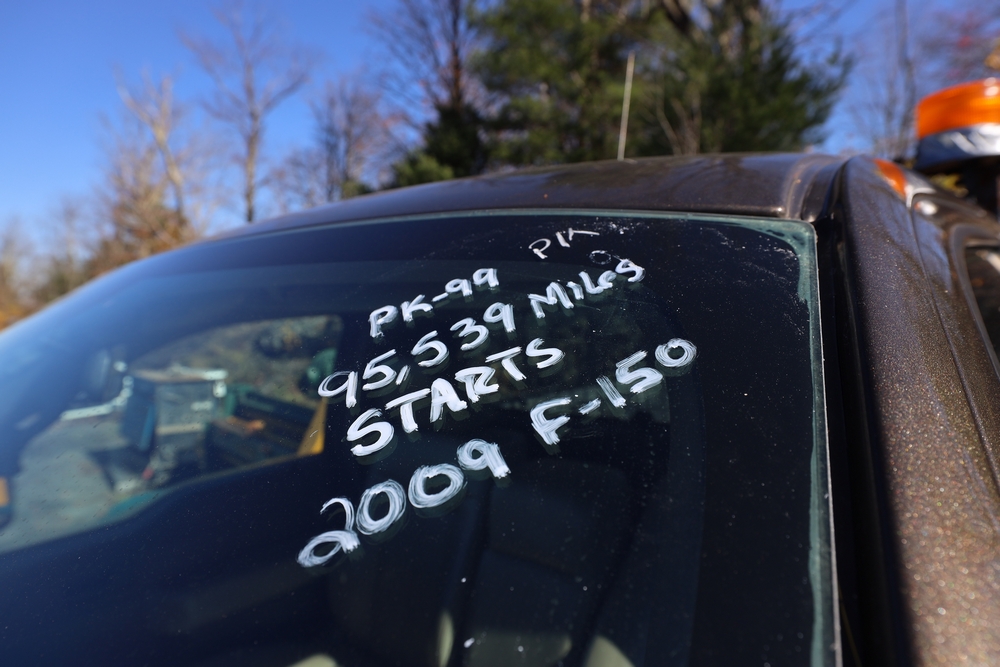 PK
PK-99
95,539 MILES
STARTS
2009 F-150